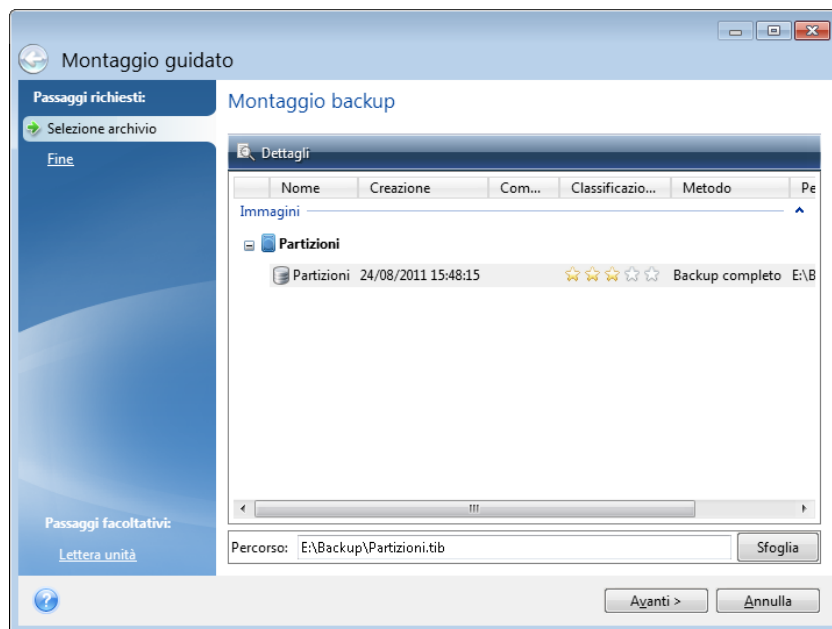 Montaggio guidato
Passaggi richiesti:
Selezione archivio
Fine
Passaggi facoltativi:
Lettera unità
Montaggio backup
Dettagli
Nome Creazione Com... Classificazio... Metodo Pe
Immagini
Partizioni
Partizioni 24/08/2011 15:48:15 Backup completo E:\B
Percorso: E:\Backup\Partizioni.tib Sfoglia
Avanti > Annulla